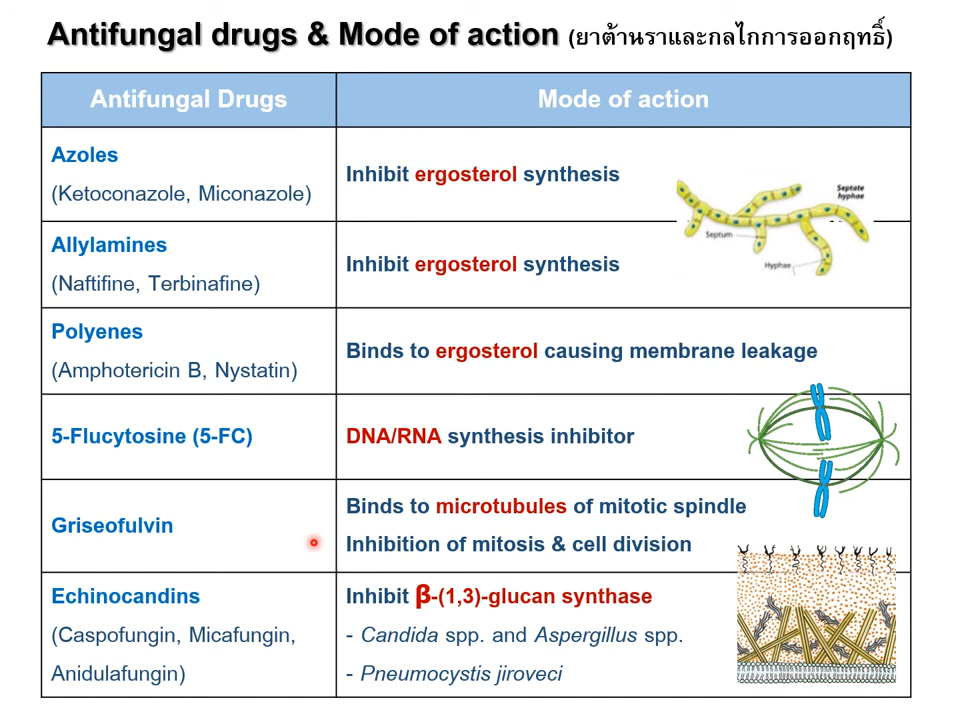 Antifungal drugs & Mode of action (ยาต้านราและกลไกการออกฤทธิ์)
Antifungal Drugs
Mode of action
Azoles
(Ketoconazole, Miconazole)
Inhibit ergosterol synthesis
Septate
hyphae
Septum
Hyphae
Allylamines
(Naftifine, Terbinafine)
Inhibit ergosterol synthesis
Polyenes
(Amphotericin B, Nystatin)
Binds to ergosterol causing membrane leakage
5-Flucytosine (5-FC)
DNA/RNA synthesis inhibitor
Griseofulvin
Binds to microtubules of mitotic spindle
Inhibition of mitosis & cell division
Echinocandins
(Caspofungin, Micafungin,
Anidulafungin)
Inhibit β-(1,3)-glucan synthase
- Candida spp. and Aspergillus spp.
- Pneumocystis jiroveci